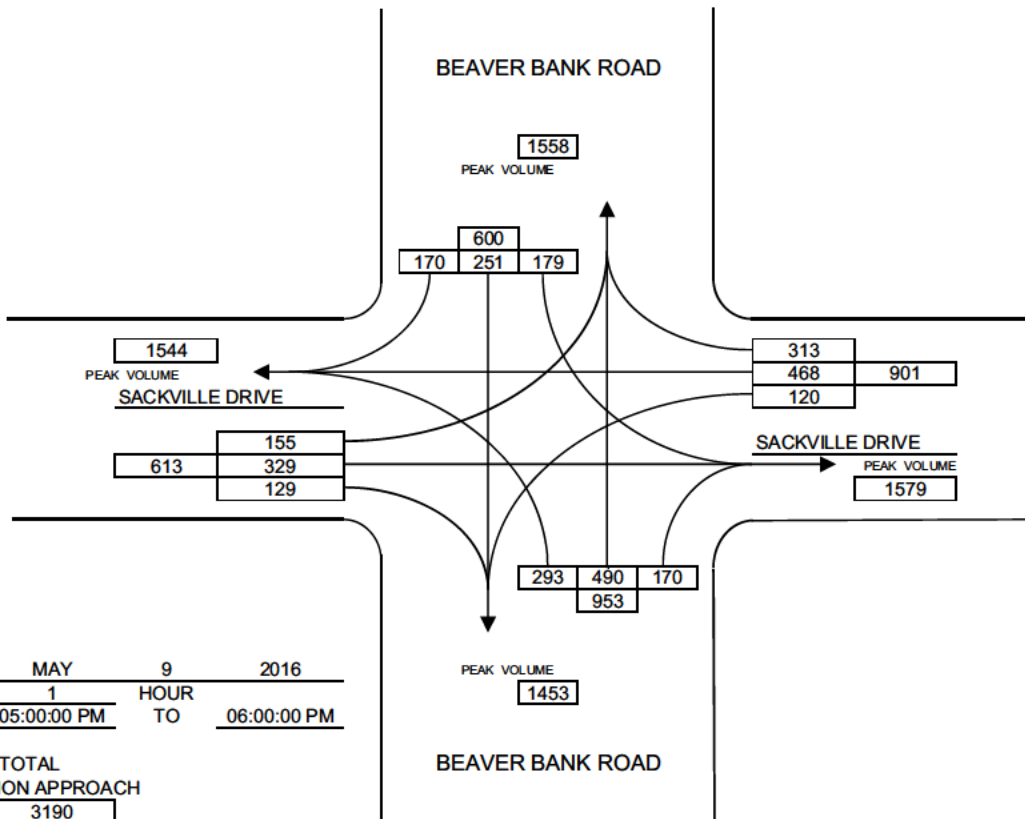 BEAVER BANK ROAD
1558
PEAK VOLUME
600
170 251 179
1544
PEAK VOLUME
SACKVILLE DRIVE
313
468 901
120
155
613 329
129
SACKVILLE DRIVE
PEAK VOLUME
1579
293 490 170
953
PEAK VOLUME
1453
MAY 9 2016
1 HOUR
05:00:00 PM TO 06:00:00 PM
TOTAL
ION APPROACH
3190
BEAVER BANK ROAD